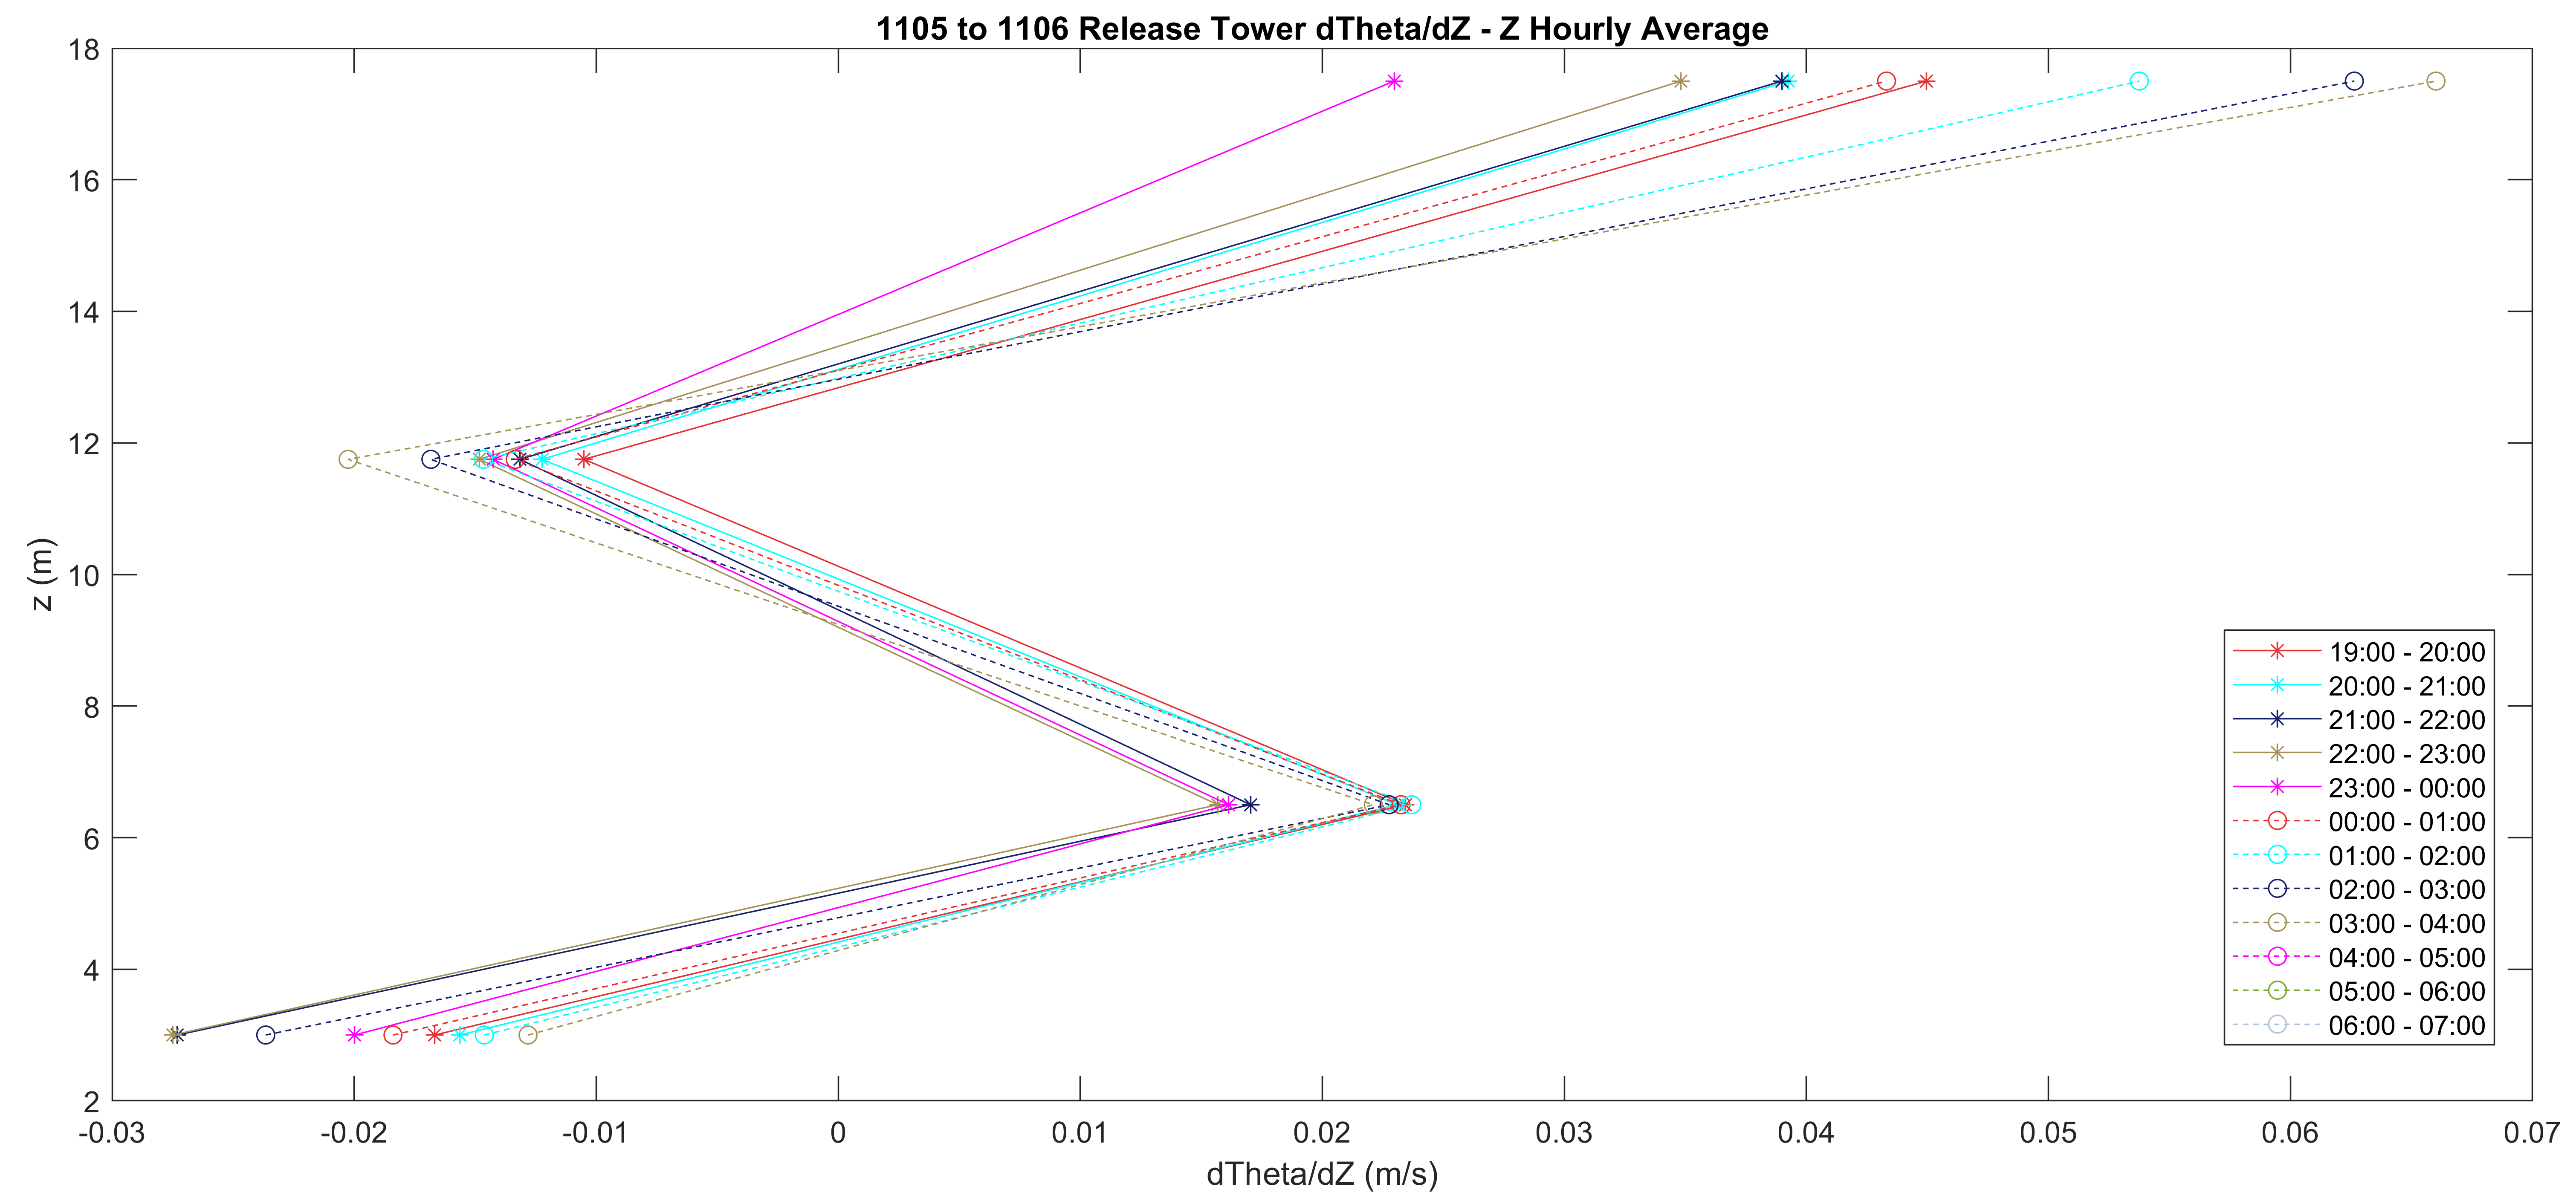 1105 to 1106 Release Tower dTheta/dZ - Z Hourly Average
18
16
14
12
10
8
6
4
2
z (m)
-0.03 -0.02 -0.01 0 0.01 0.02 0.03 0.04 0.05 0.06 0.07
dTheta/dZ (m/s)
19:00 - 20:00
20:00 - 21:00
21:00 - 22:00
22:00 - 23:00
23:00 - 00:00
00:00 - 01:00
01:00 - 02:00
02:00 - 03:00
03:00 - 04:00
04:00 - 05:00
05:00 - 06:00
06:00 - 07:00